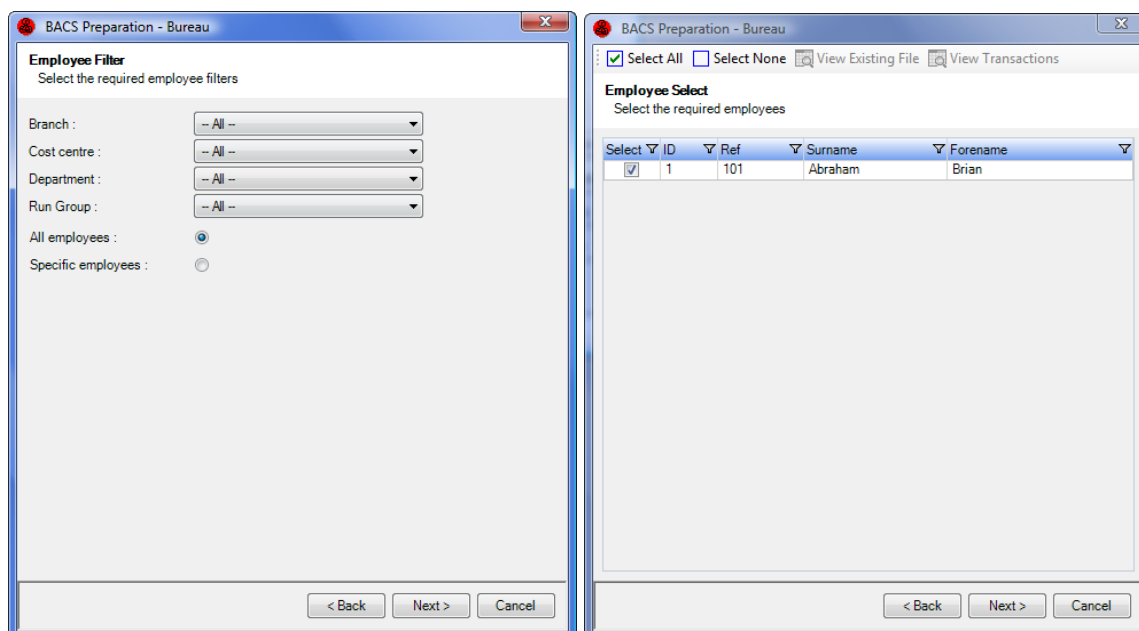 BACS Preparation - Bureau
Employee Filter
Select the required employee filters
Branch : -- All --
Cost centre : -- All --
Department : -- All --
Run Group : -- All --
All employees :
Specific employees :
< Back Next > Cancel
BACS Preparation - Bureau
Select All Select None View Existing File View Transactions
Employee Select
Select the required employees
Select ID Ref Surname Forename
1 101 Abraham Brian
< Back Next > Cancel